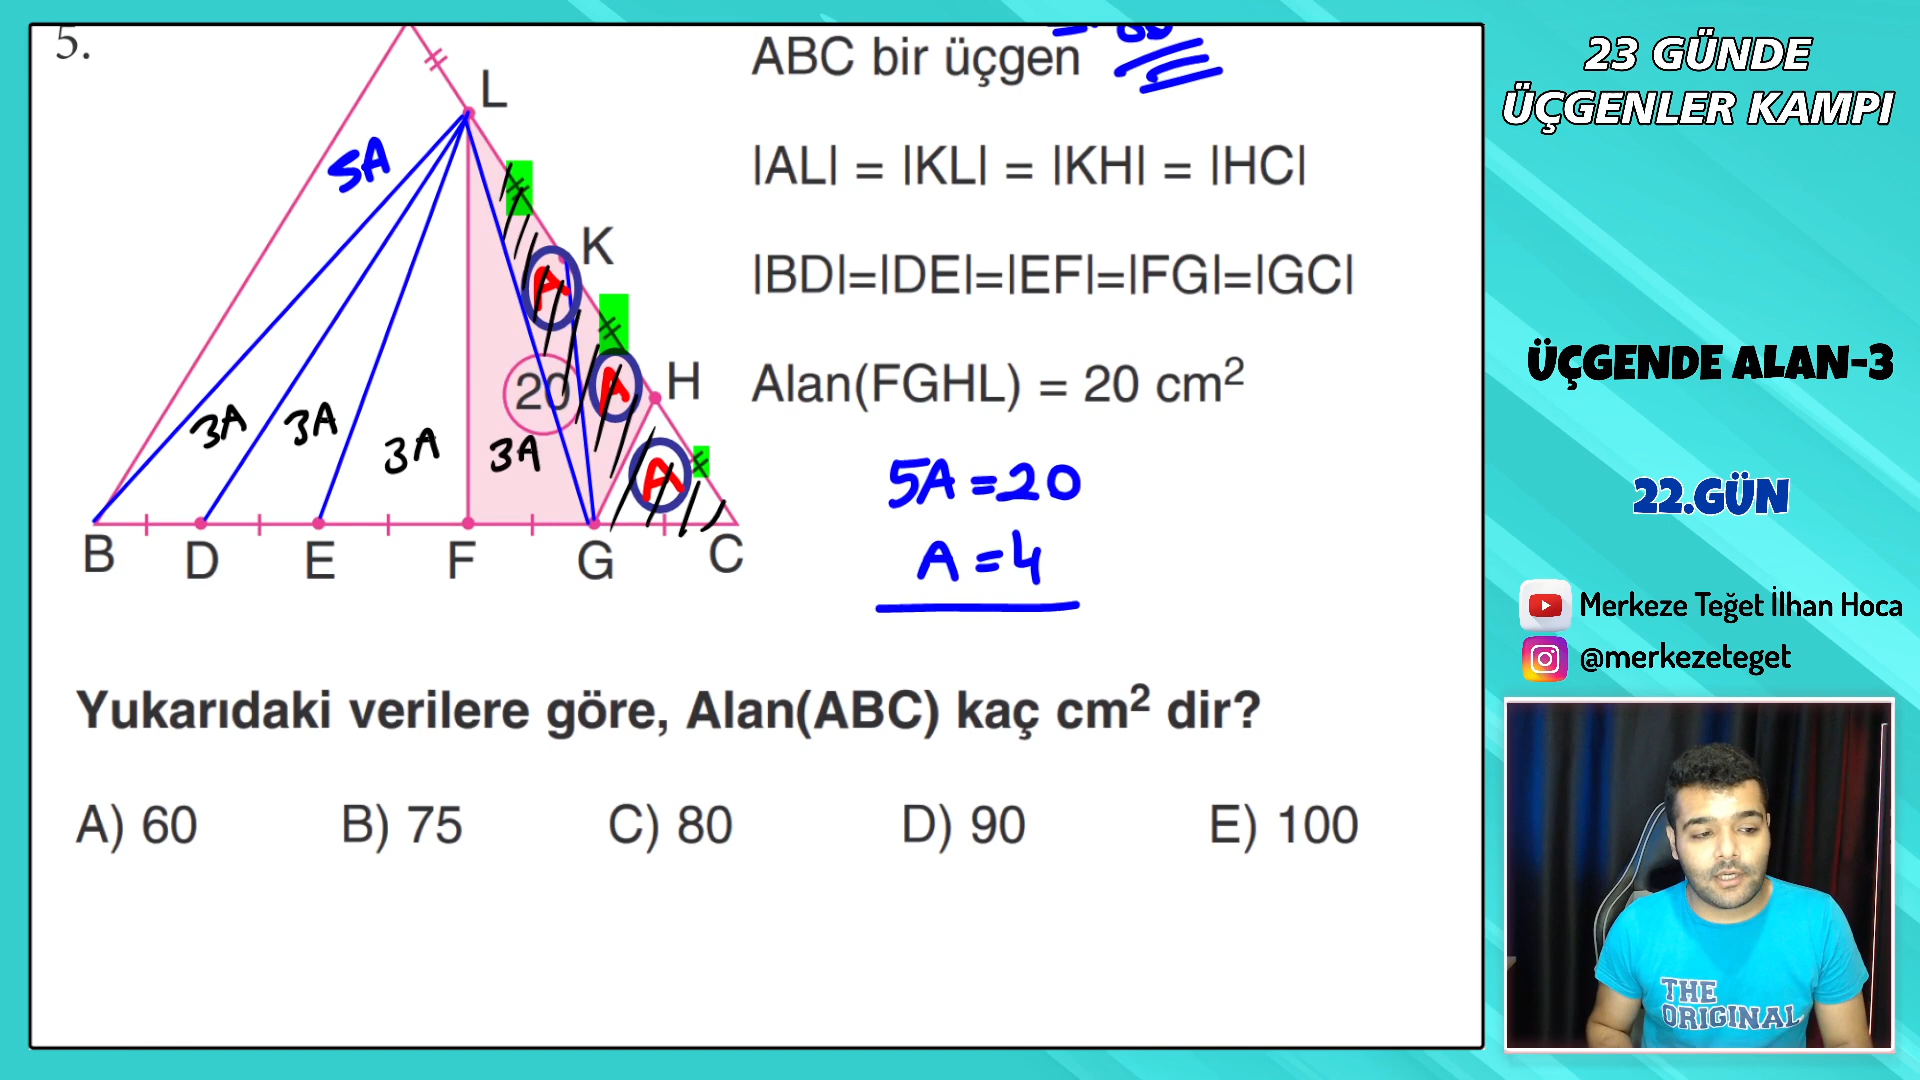 5.
ABC bir üçgen
L
5A
|AL| = |KL| = |KH| = |HC|
K
A
|BD|=|DE|=|EF|=|FG|=|GC|
20
A
H
Alan(FGHL) = 20 cm²
3A 3A 3A 3A
A
5A = 20
A = 4
B D E F G C
Yukarıdaki verilere göre, Alan(ABC) kaç cm² dir?
A) 60 B) 75 C) 80 D) 90 E) 100
23 GÜNDE
ÜÇGENLER KAMPI
ÜÇGENDE ALAN-3
22.GÜN
Merkeze Teğet İlhan Hoca
@merkezeteget
THE
ORIGINAL